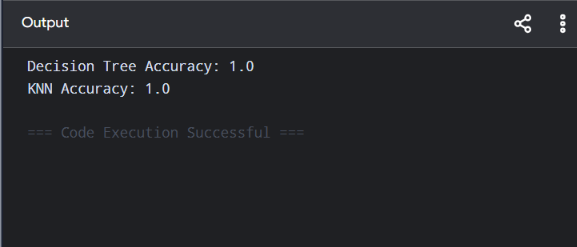 Output
Decision Tree Accuracy: 1.0
KNN Accuracy: 1.0
=== Code Execution Successful ===